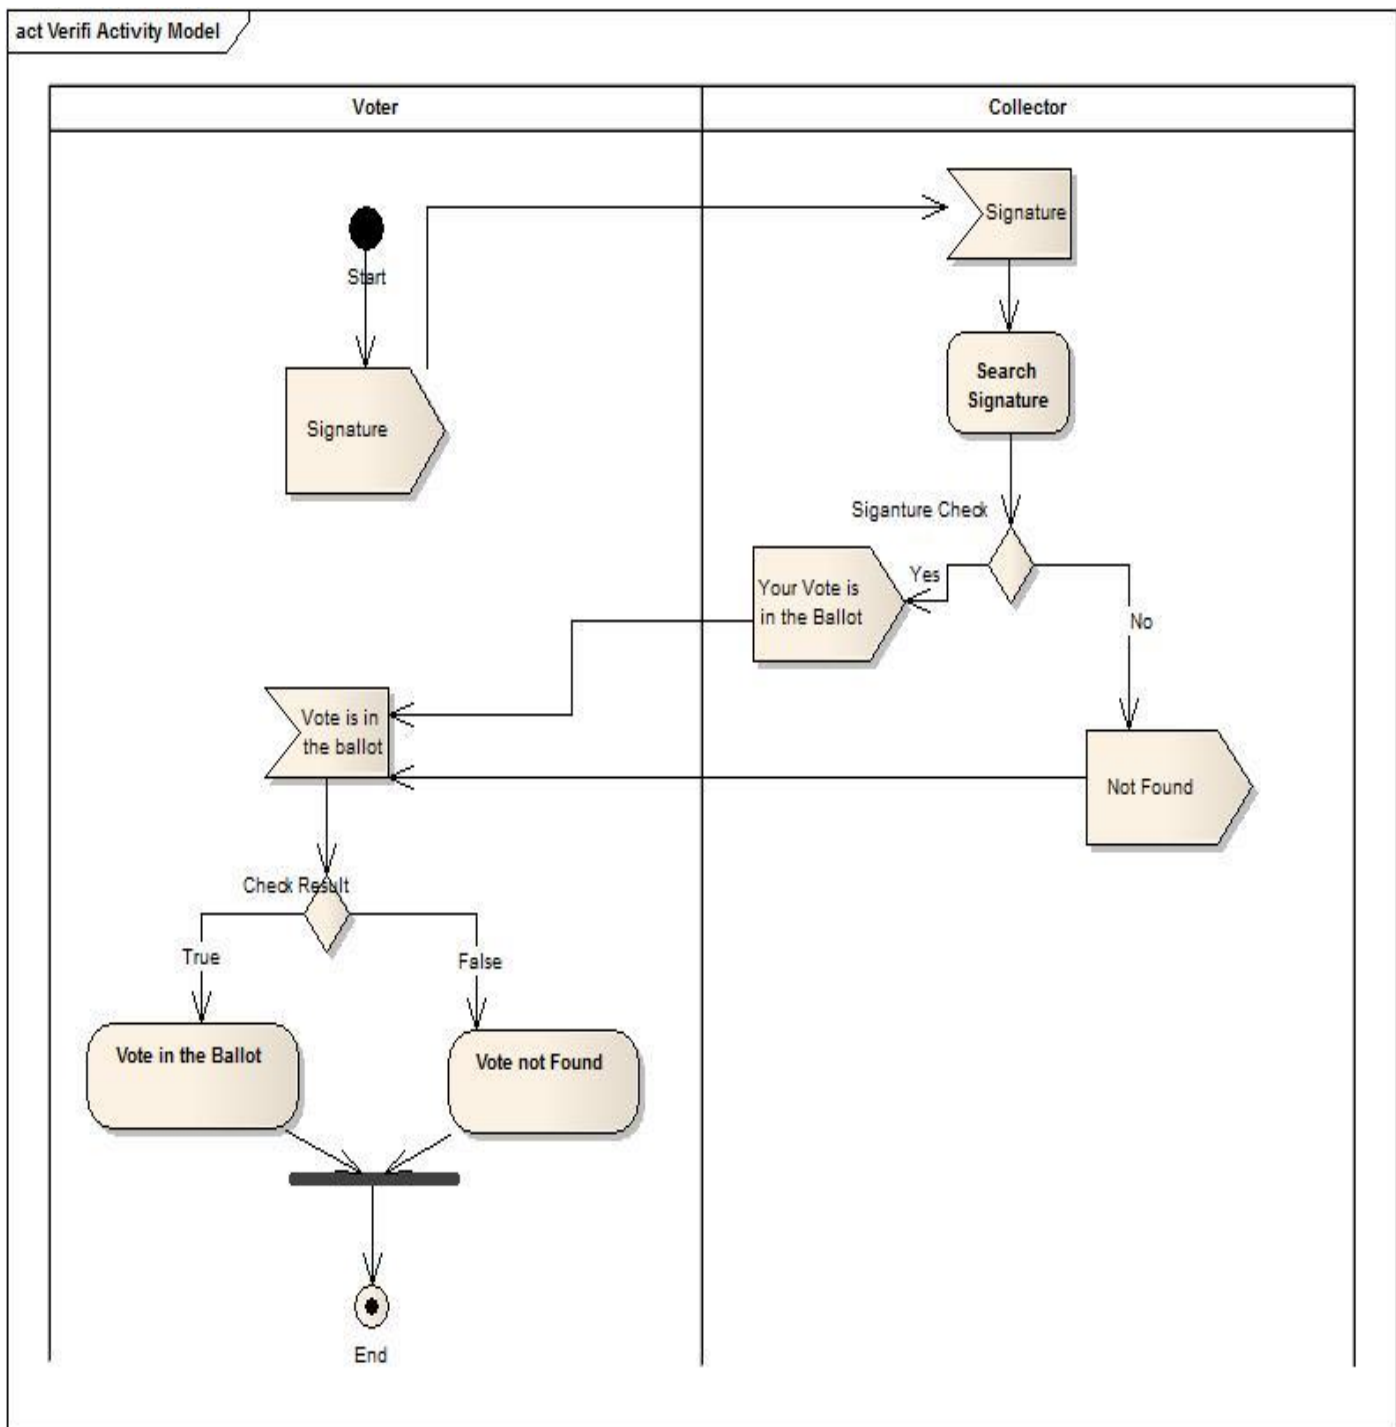 act Verifi Activity Model
Voter
Collector
Signature
Start
Search
Signature
Signature
Siganture Check
Yes
Your Vote is
in the Ballot
No
Vote is in
the ballot
Not Found
Check Result
True
False
Vote in the Ballot
Vote not Found
End